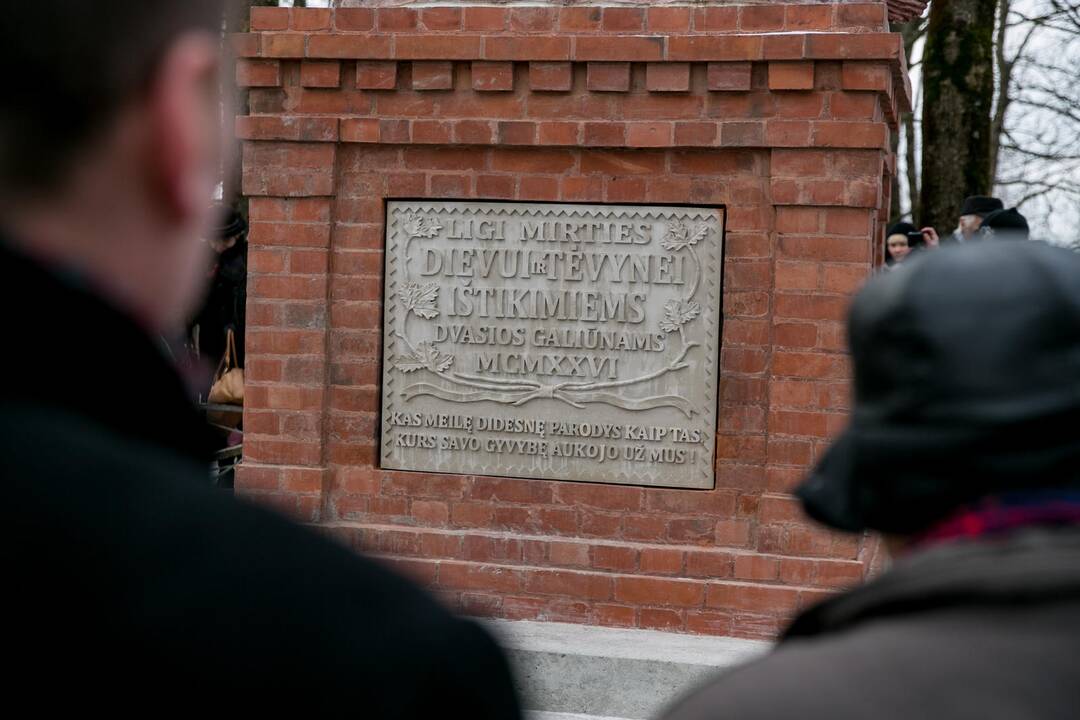 LIGI MIRTIES
DIEVUI IR TĖVYNEI
IŠTIKIMIEMS
DVASIOS GALIŪNAMS
MCMXXVI
KAS MEILĘ DIDESNĘ PARODYS KAIP TAS,
KURS SAVO GYVYBĘ AUKOJO UŽ MUS!